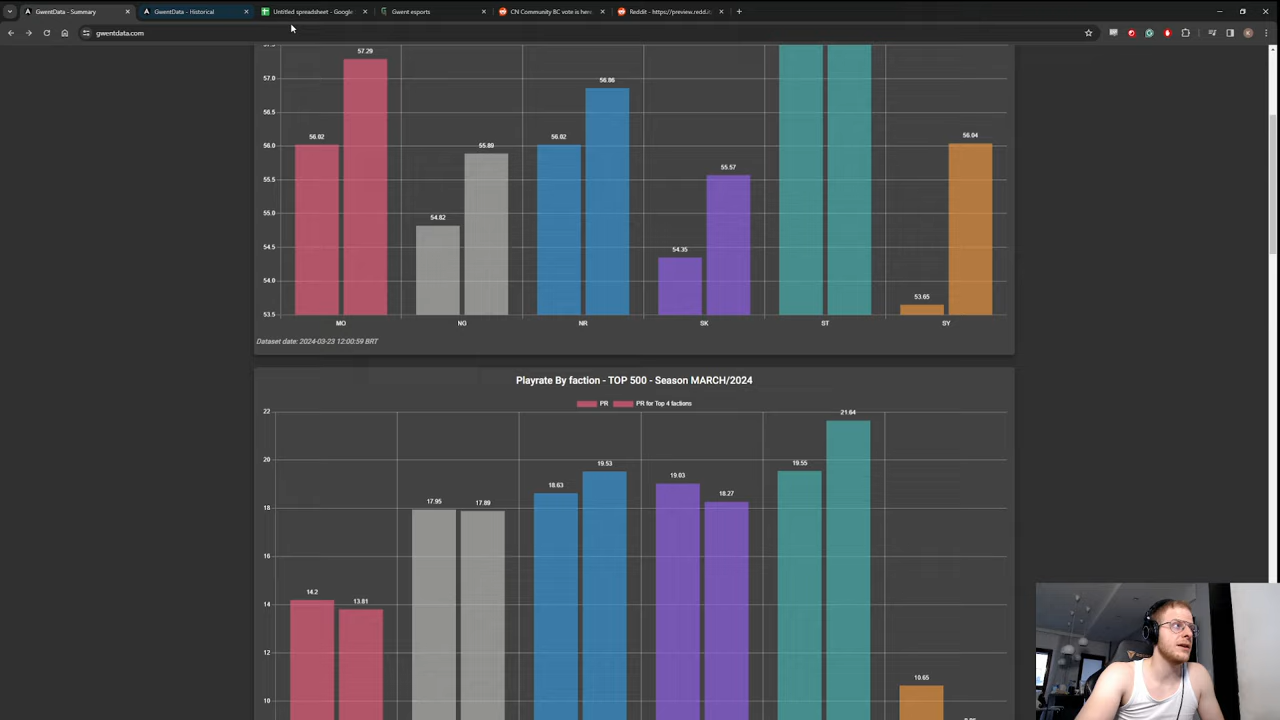 GwentData - Summary
GwentData - Historical
Untitled spreadsheet - Google
Gwent esports
CN Community BC vote is here
Reddit - https://preview.redd.i
gwentdata.com
57.0
56.5
56.0
55.5
55.0
54.5
54.0
53.5
56.02
57.29
54.82
55.89
56.02
56.86
54.35
55.57
53.65
56.04
MO
NG
NR
SK
ST
SY
Dataset date: 2024-03-23 12:00:59 BRT
Playrate By faction - TOP 500 - Season MARCH/2024
PR
PR for Top 4 factions
22
20
18
16
14
12
10
14.2
13.81
17.95
17.89
18.63
19.53
19.03
18.27
19.55
21.64
10.65